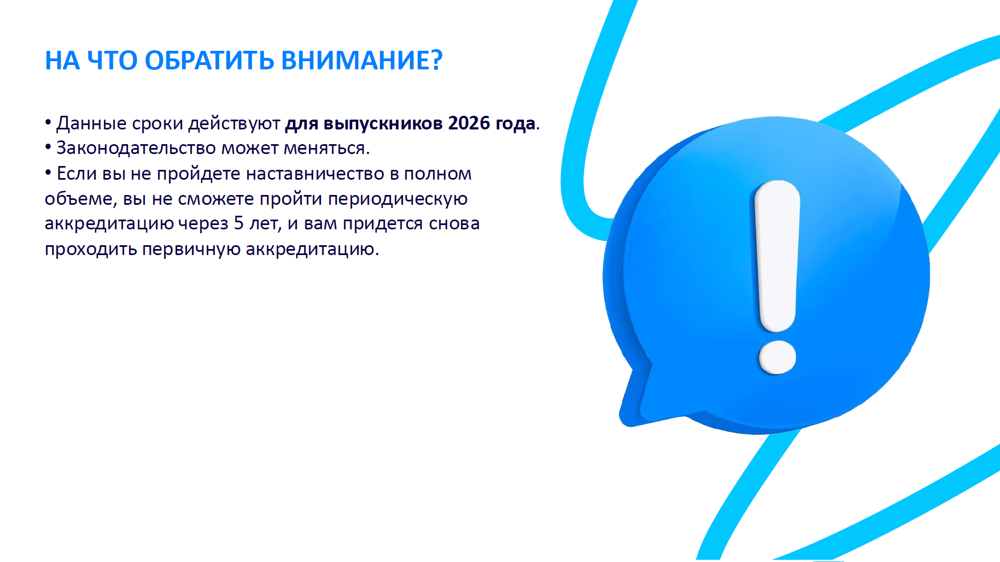 НА ЧТО ОБРАТИТЬ ВНИМАНИЕ?
• Данные сроки действуют для выпускников 2026 года.
• Законодательство может меняться.
• Если вы не пройдете наставничество в полном
объеме, вы не сможете пройти периодическую
аккредитацию через 5 лет, и вам придется снова
проходить первичную аккредитацию.